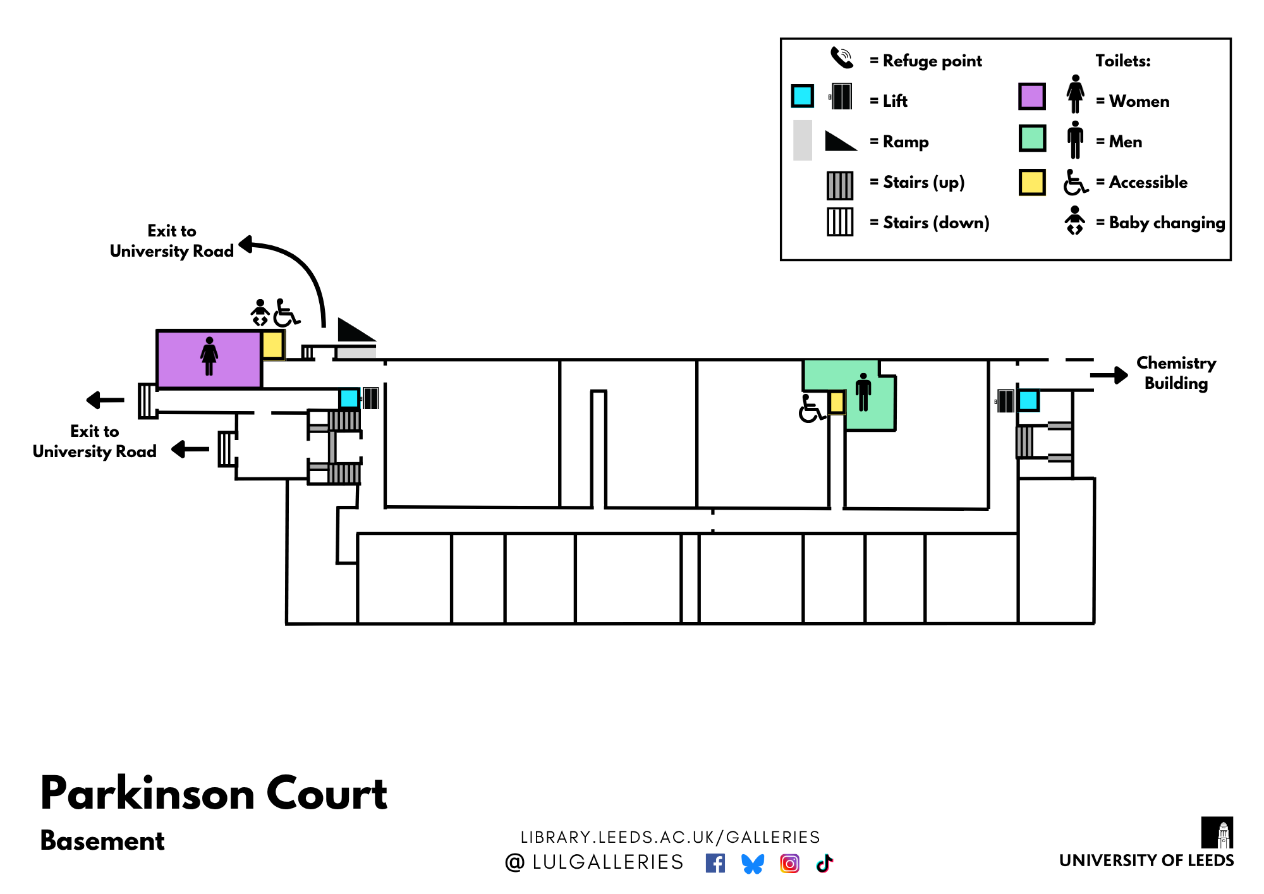 = Refuge point
Toilets:
= Lift
= Women
= Ramp
= Men
= Stairs (up)
= Accessible
= Stairs (down)
= Baby changing
Exit to
University Road
Chemistry
Building
Exit to
University Road
Parkinson Court
Basement
LIBRARY.LEEDS.AC.UK/GALLERIES
@ LULGALLERIES
UNIVERSITY OF LEEDS